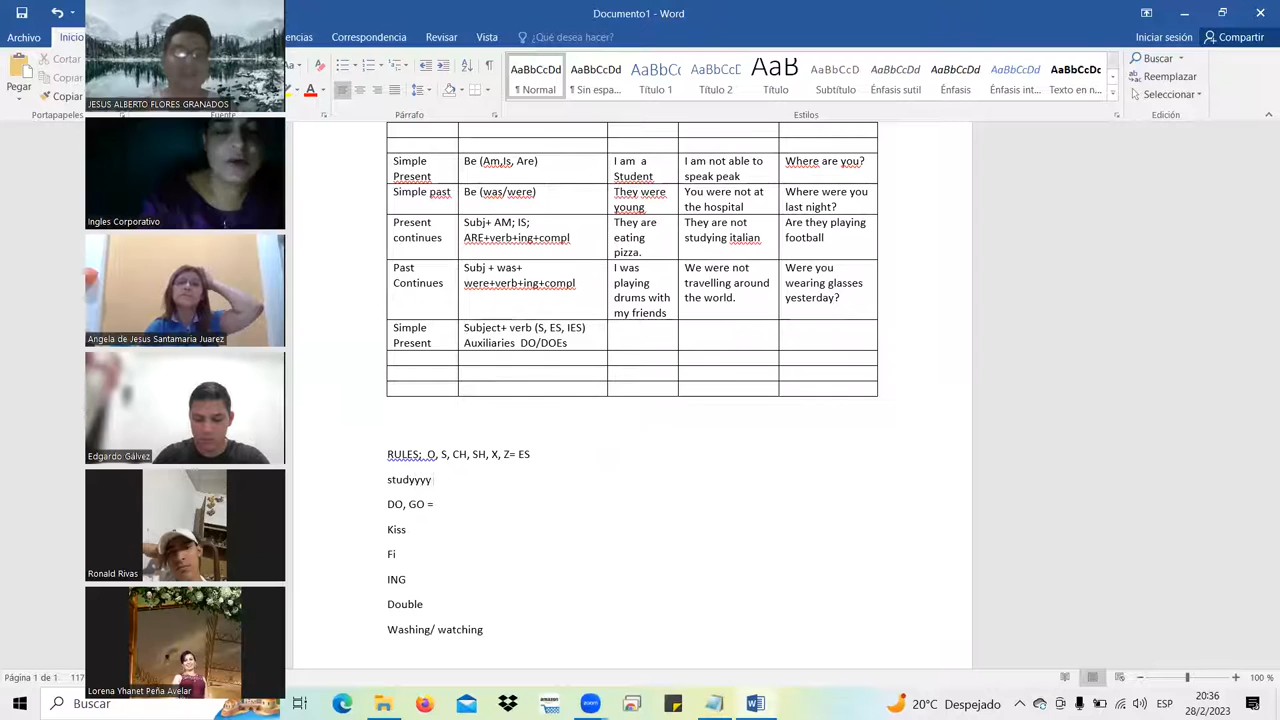 Documento1 - Word
Archivo
Inicio
Correspondencia
Revisar
Vista
¿Qué desea hacer?
Iniciar sesión
Compartir
Pegar
Cortar
Copiar
Copiar
AaBbCcDd
AaBbCcDd
AaBbCc
AaBbCcD
AaB
AaBbCcD
AaBbCcDd
AaBbCcDd
AaBbCcDd
AaBbCcDc
¶ Normal
¶ Sin espa...
Título 1
Título 2
Título
Subtítulo
Énfasis sutil
Énfasis
Énfasis int...
Texto en n...
Buscar
Reemplazar
Seleccionar
Portapapeles
Fuente
Párrafo
Estilos
Edición
JESUS ALBERTO FLORES GRANADOS
Ingles Corporativo
Angela de Jesus Santamaria Juarez
Edgardo Gálvez
Ronald Rivas
Lorena Yhanet Peña Avelar
Simple Present
Be (Am,Is, Are)
I am a Student
I am not able to speak peak
Where are you?
Simple past
Be (was/were)
They were young
You were not at the hospital
Where were you last night?
Present continues
Subj+ AM; IS; ARE+verb+ing+compl
They are eating pizza.
They are not studying italian
Are they playing football
Past Continues
Subj + was+ were+verb+ing+compl
I was playing drums with my friends
We were not travelling around the world.
Were you wearing glasses yesterday?
Simple Present
Subject+ verb (S, ES, IES) Auxiliaries DO/DOEs
RULES; O, S, CH, SH, X, Z= ES
studyyyy
DO, GO =
Kiss
Fi
ING
Double
Washing/ watching
Página 1 de 1
117
100 %
Buscar
20°C Despejado
ESP
20:36
28/2/2023